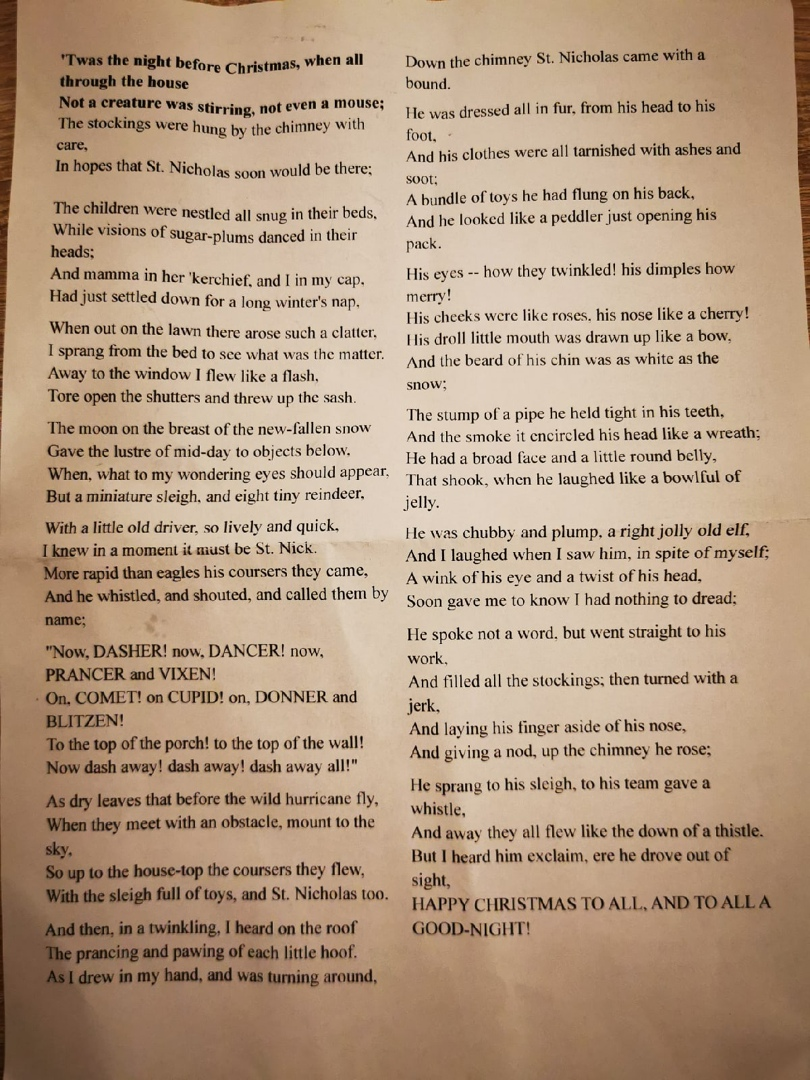 'Twas the night before Christmas, when all
through the house
Not a creature was stirring, not even a mouse;
The stockings were hung by the chimney with
care,
In hopes that St. Nicholas soon would be there;
The children were nestled all snug in their beds,
While visions of sugar-plums danced in their
heads;
And mamma in her 'kerchief, and I in my cap,
Had just settled down for a long winter's nap,
When out on the lawn there arose such a clatter,
I sprang from the bed to see what was the matter.
Away to the window I flew like a flash,
Tore open the shutters and threw up the sash.
The moon on the breast of the new-fallen snow
Gave the lustre of mid-day to objects below,
When, what to my wondering eyes should appear,
But a miniature sleigh, and eight tiny reindeer,
With a little old driver, so lively and quick,
I knew in a moment it must be St. Nick.
More rapid than eagles his coursers they came,
And he whistled, and shouted, and called them by
name;
"Now, DASHER! now, DANCER! now,
PRANCER and VIXEN!
On, COMET! on CUPID! on, DONNER and
BLITZEN!
To the top of the porch! to the top of the wall!
Now dash away! dash away! dash away all!"
As dry leaves that before the wild hurricane fly,
When they meet with an obstacle, mount to the
sky,
So up to the house-top the coursers they flew,
With the sleigh full of toys, and St. Nicholas too.
And then, in a twinkling, I heard on the roof
The prancing and pawing of each little hoof.
As I drew in my hand, and was turning around,
Down the chimney St. Nicholas came with a
bound.
He was dressed all in fur, from his head to his
foot,
And his clothes were all tarnished with ashes and
soot;
A bundle of toys he had flung on his back,
And he looked like a peddler just opening his
pack.
His eyes -- how they twinkled! his dimples how
merry!
His cheeks were like roses, his nose like a cherry!
His droll little mouth was drawn up like a bow,
And the beard of his chin was as white as the
snow;
The stump of a pipe he held tight in his teeth,
And the smoke it encircled his head like a wreath;
He had a broad face and a little round belly,
That shook, when he laughed like a bowlful of
jelly.
He was chubby and plump, a right jolly old elf,
And I laughed when I saw him, in spite of myself;
A wink of his eye and a twist of his head,
Soon gave me to know I had nothing to dread;
He spoke not a word, but went straight to his
work,
And filled all the stockings; then turned with a
jerk,
And laying his finger aside of his nose,
And giving a nod, up the chimney he rose;
He sprang to his sleigh, to his team gave a
whistle,
And away they all flew like the down of a thistle.
But I heard him exclaim, ere he drove out of
sight,
HAPPY CHRISTMAS TO ALL, AND TO ALL A
GOOD-NIGHT!